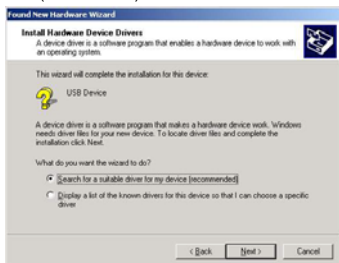 Found New Hardware Wizard
Install Hardware Device Drivers
A device driver is a software program that enables a hardware device to work with
an operating system.
This wizard will complete the installation for this device:
USB Device
A device driver is a software program that makes a hardware device work. Windows
needs driver files for your new device. To locate driver files and complete the
installation click Next.
What do you want the wizard to do?
Search for a suitable driver for my device (recommended)
Display a list of the known drivers for this device so that I can choose a specific
driver
< Back
Next >
Cancel